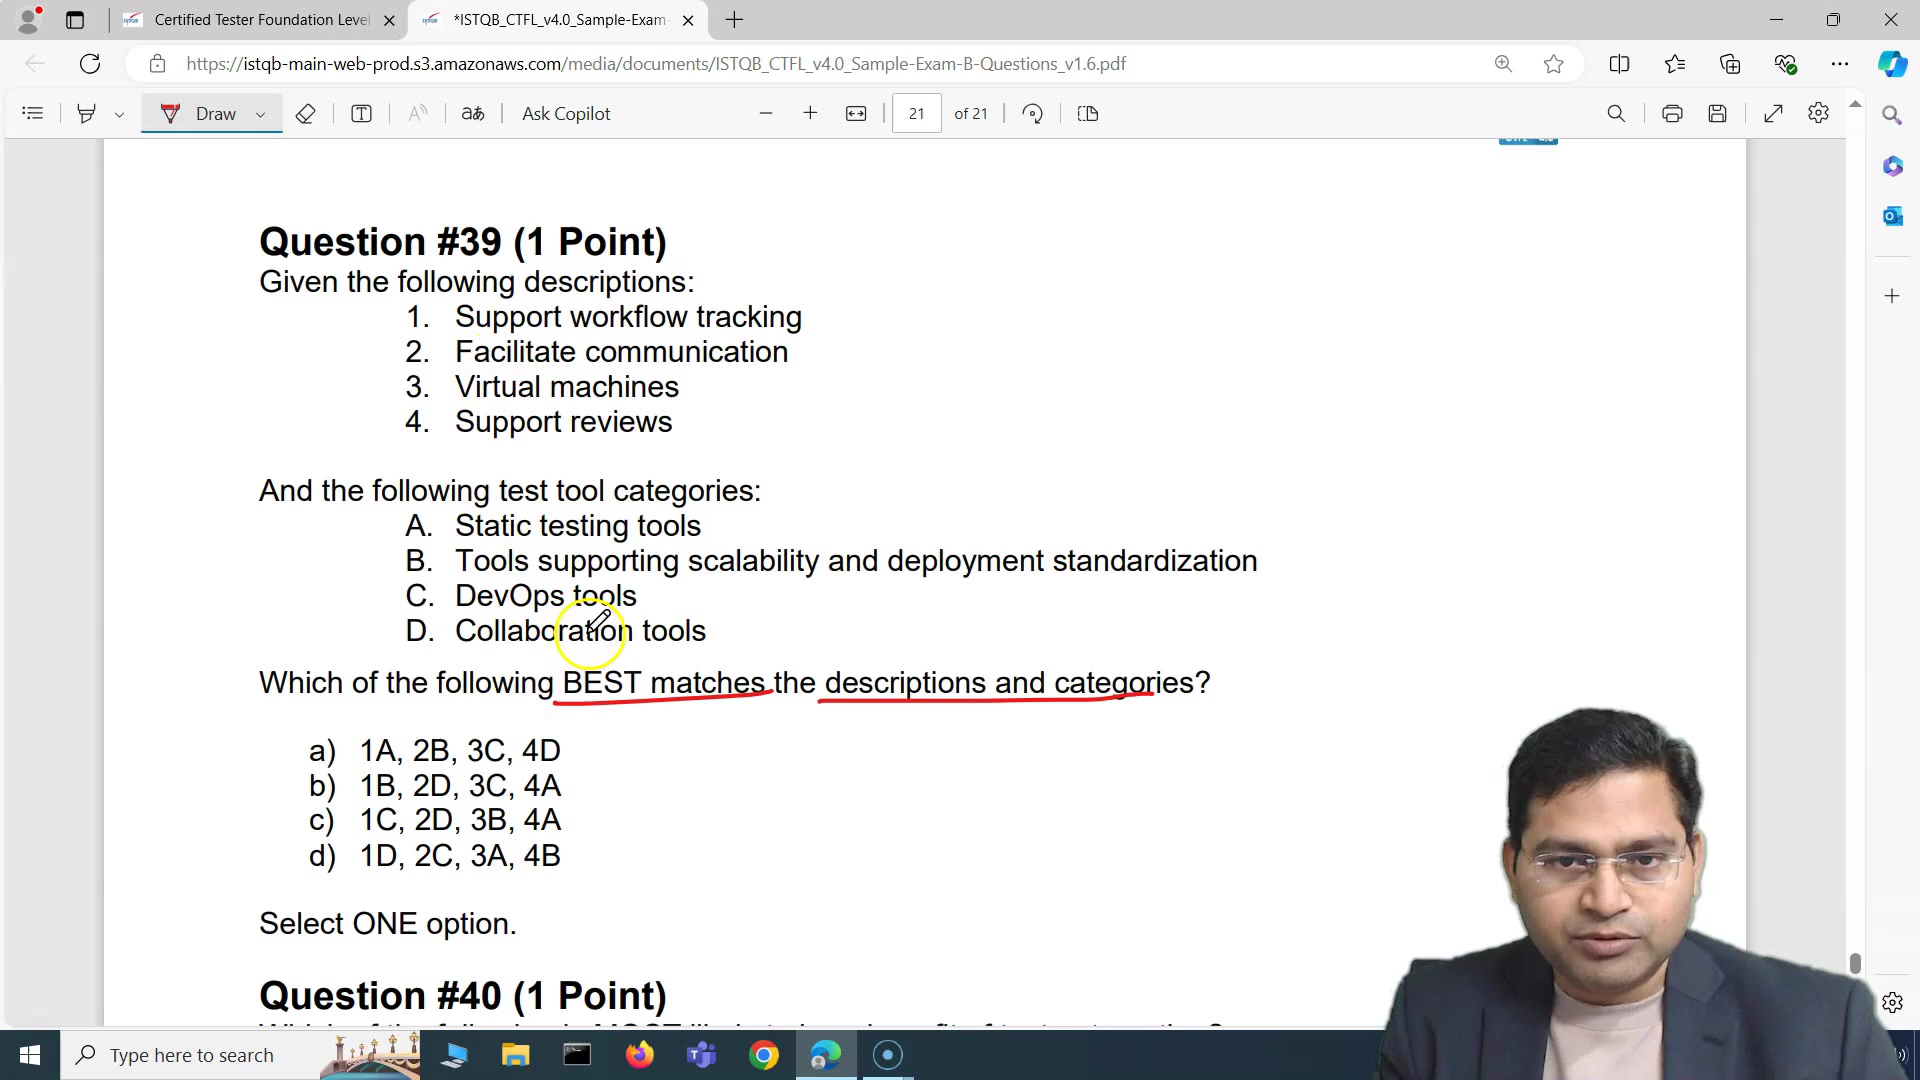 Certified Tester Foundation Leve
*ISTQB_CTFL_v4.0_Sample-Exam-
https://istqb-main-web-prod.s3.amazonaws.com/media/documents/ISTQB_CTFL_v4.0_Sample-Exam-B-Questions_v1.6.pdf
Draw
aあ
Ask Copilot
21 of 21
Question #39 (1 Point)
Given the following descriptions:
1. Support workflow tracking
2. Facilitate communication
3. Virtual machines
4. Support reviews
And the following test tool categories:
A. Static testing tools
B. Tools supporting scalability and deployment standardization
C. DevOps tools
D. Collaboration tools
Which of the following BEST matches the descriptions and categories?
a) 1A, 2B, 3C, 4D
b) 1B, 2D, 3C, 4A
c) 1C, 2D, 3B, 4A
d) 1D, 2C, 3A, 4B
Select ONE option.
Question #40 (1 Point)
Type here to search